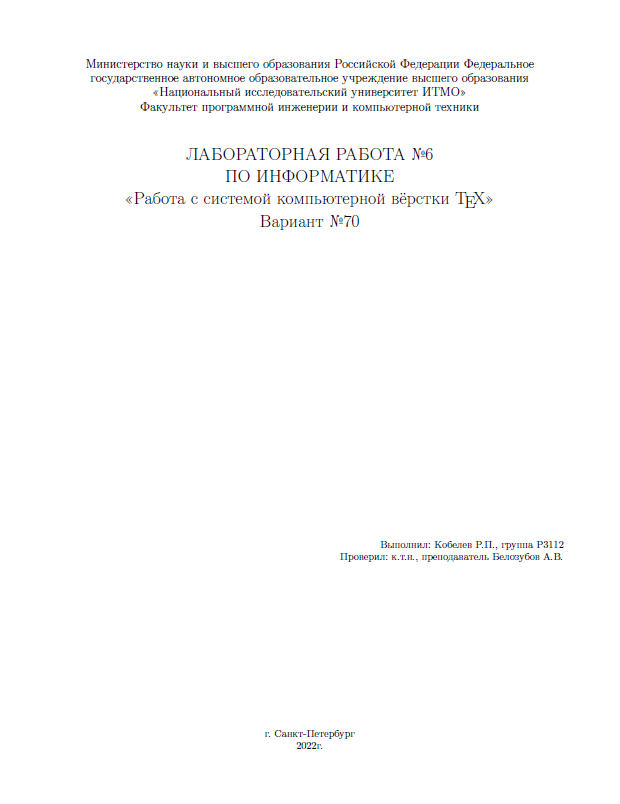 Министерство науки и высшего образования Российской Федерации Федеральное
государственное автономное образовательное учреждение высшего образования
«Национальный исследовательский университет ИТМО»
Факультет программной инженерии и компьютерной техники
ЛАБОРАТОРНАЯ РАБОТА №6
ПО ИНФОРМАТИКЕ
«Работа с системой компьютерной вёрстки TEX»
Вариант №70
Выполнил: Кобелев Р.П., группа P3112
Проверил: к.т.н., преподаватель Белозубов А.В.
г. Санкт-Петербург
2022г.